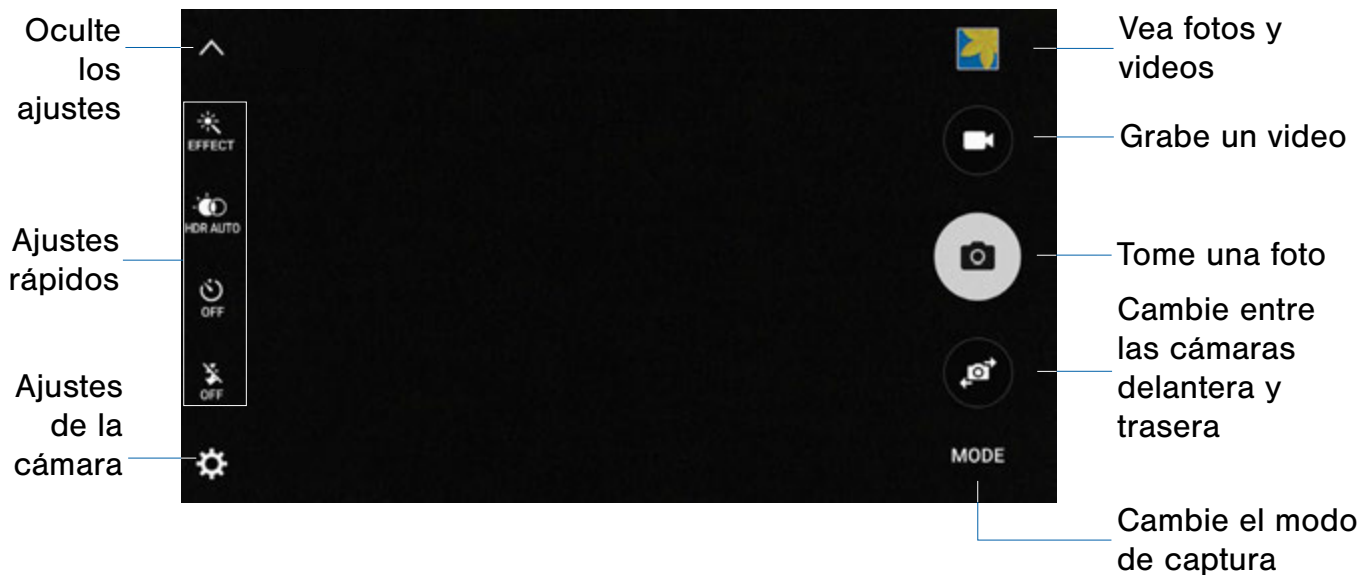 Oculte
los
ajustes
EFFECT
HDR AUTO
Ajustes
rápidos
OFF
OFF
Ajustes
de la
cámara
Vea fotos y
videos
Grabe un video
Tome una foto
Cambie entre
las cámaras
delantera y
trasera
MODE
Cambie el modo
de captura